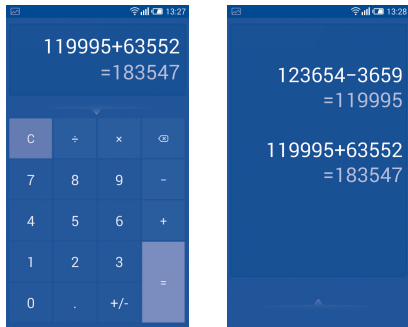 13:27
119995+63552
=183547
C ÷ ×
7 8 9 −
4 5 6 +
1 2 3
0 . +/- =
13:28
123654−3659
=119995
119995+63552
=183547